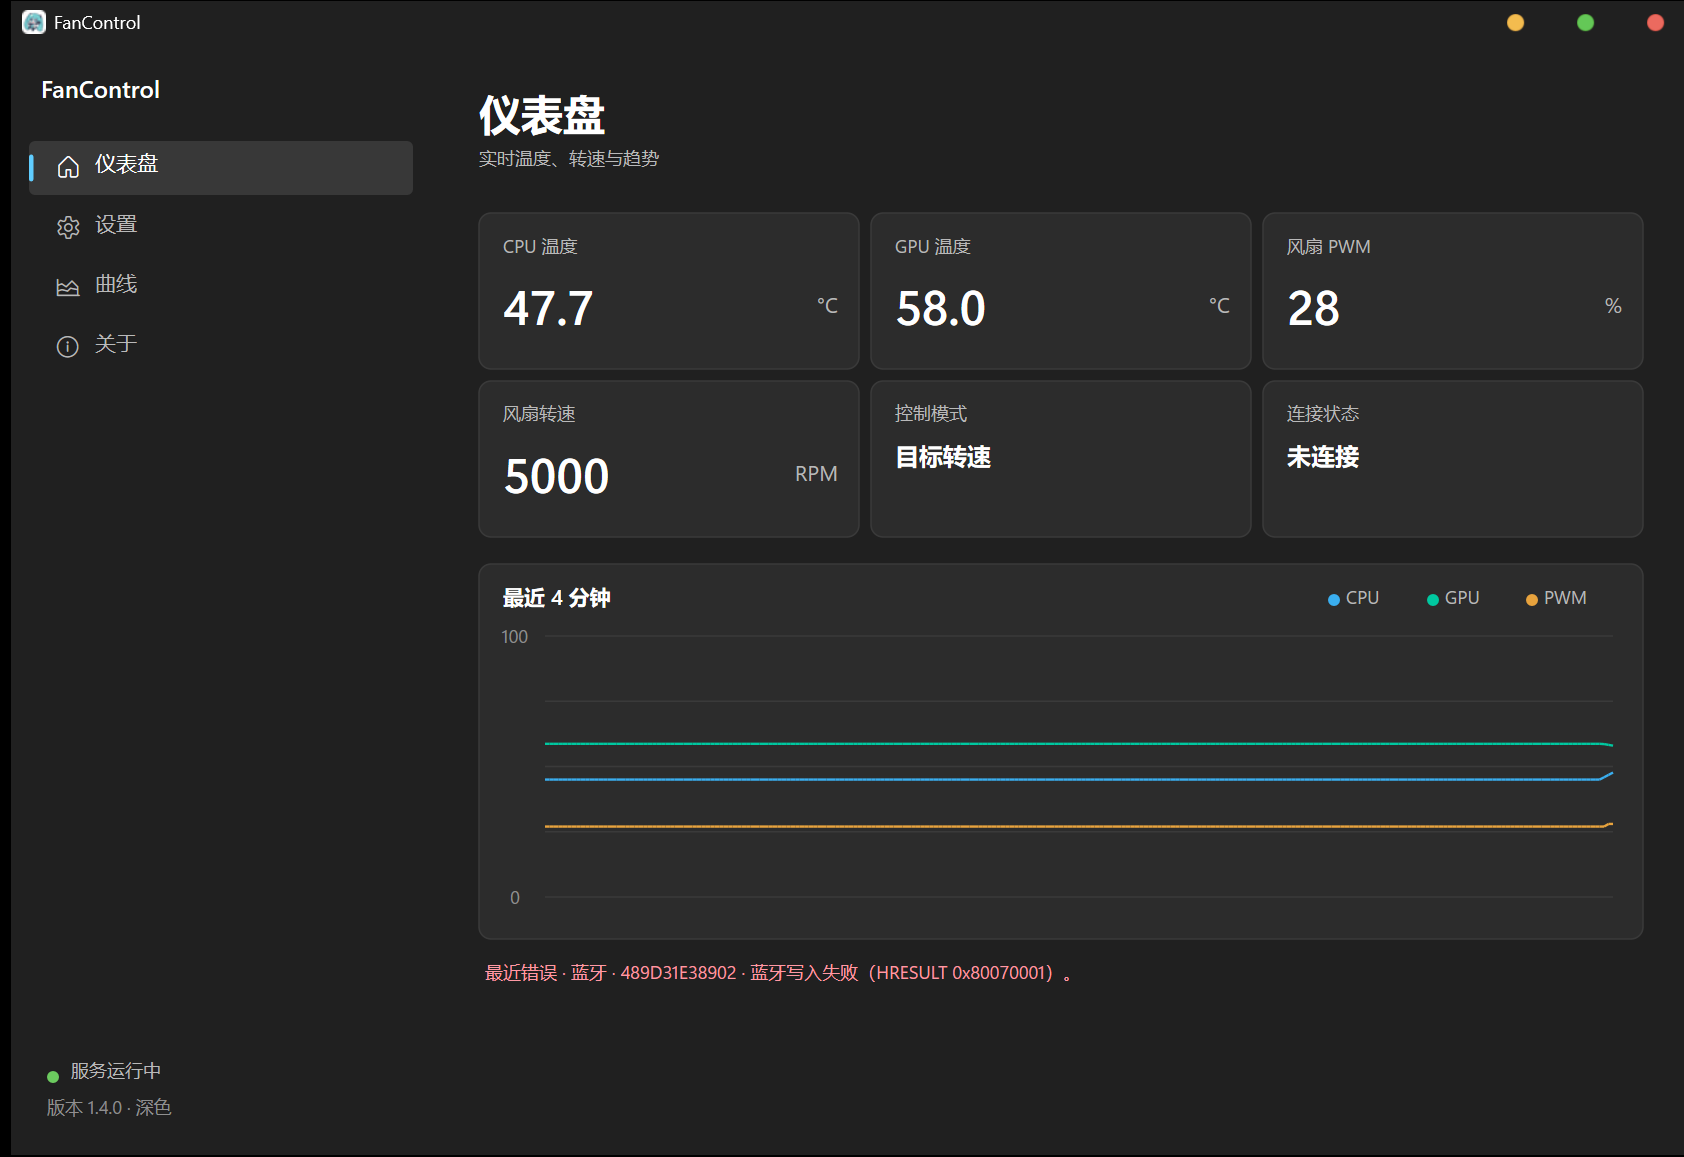 FanControl
FanControl
仪表盘
设置
曲线
关于
仪表盘
实时温度、转速与趋势
CPU 温度
47.7 °C
GPU 温度
58.0 °C
风扇 PWM
28 %
风扇转速
5000 RPM
控制模式
目标转速
连接状态
未连接
最近 4 分钟
CPU GPU PWM
100
0
最近错误 · 蓝牙 · 489D31E38902 · 蓝牙写入失败（HRESULT 0x80070001）。
服务运行中
版本 1.4.0 · 深色